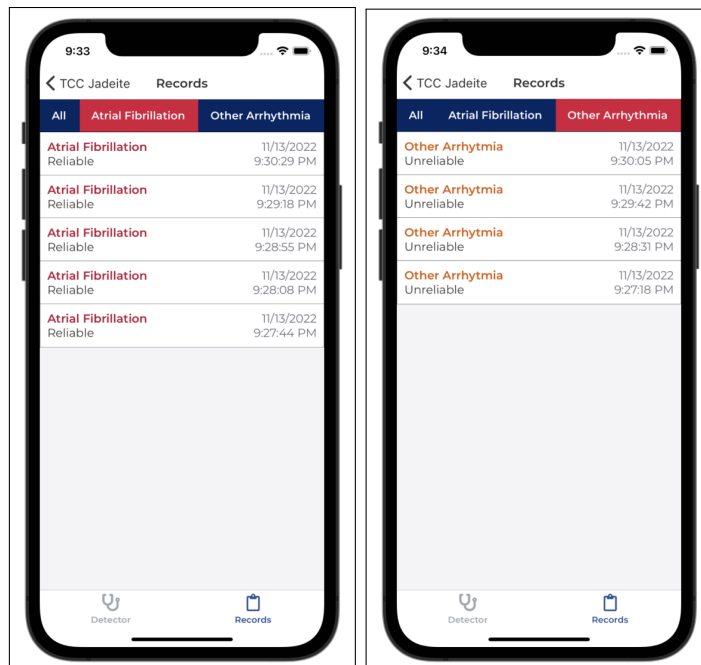 9:33
TCC Jadeite Records
All Atrial Fibrillation Other Arrhythmia
Atrial Fibrillation 11/13/2022
Reliable 9:30:29 PM
Atrial Fibrillation 11/13/2022
Reliable 9:29:18 PM
Atrial Fibrillation 11/13/2022
Reliable 9:28:55 PM
Atrial Fibrillation 11/13/2022
Reliable 9:28:08 PM
Atrial Fibrillation 11/13/2022
Reliable 9:27:44 PM
Detector Records
9:34
TCC Jadeite Records
All Atrial Fibrillation Other Arrhythmia
Other Arrhytmia 11/13/2022
Unreliable 9:30:05 PM
Other Arrhytmia 11/13/2022
Unreliable 9:29:42 PM
Other Arrhytmia 11/13/2022
Unreliable 9:28:31 PM
Other Arrhytmia 11/13/2022
Unreliable 9:27:18 PM
Detector Records